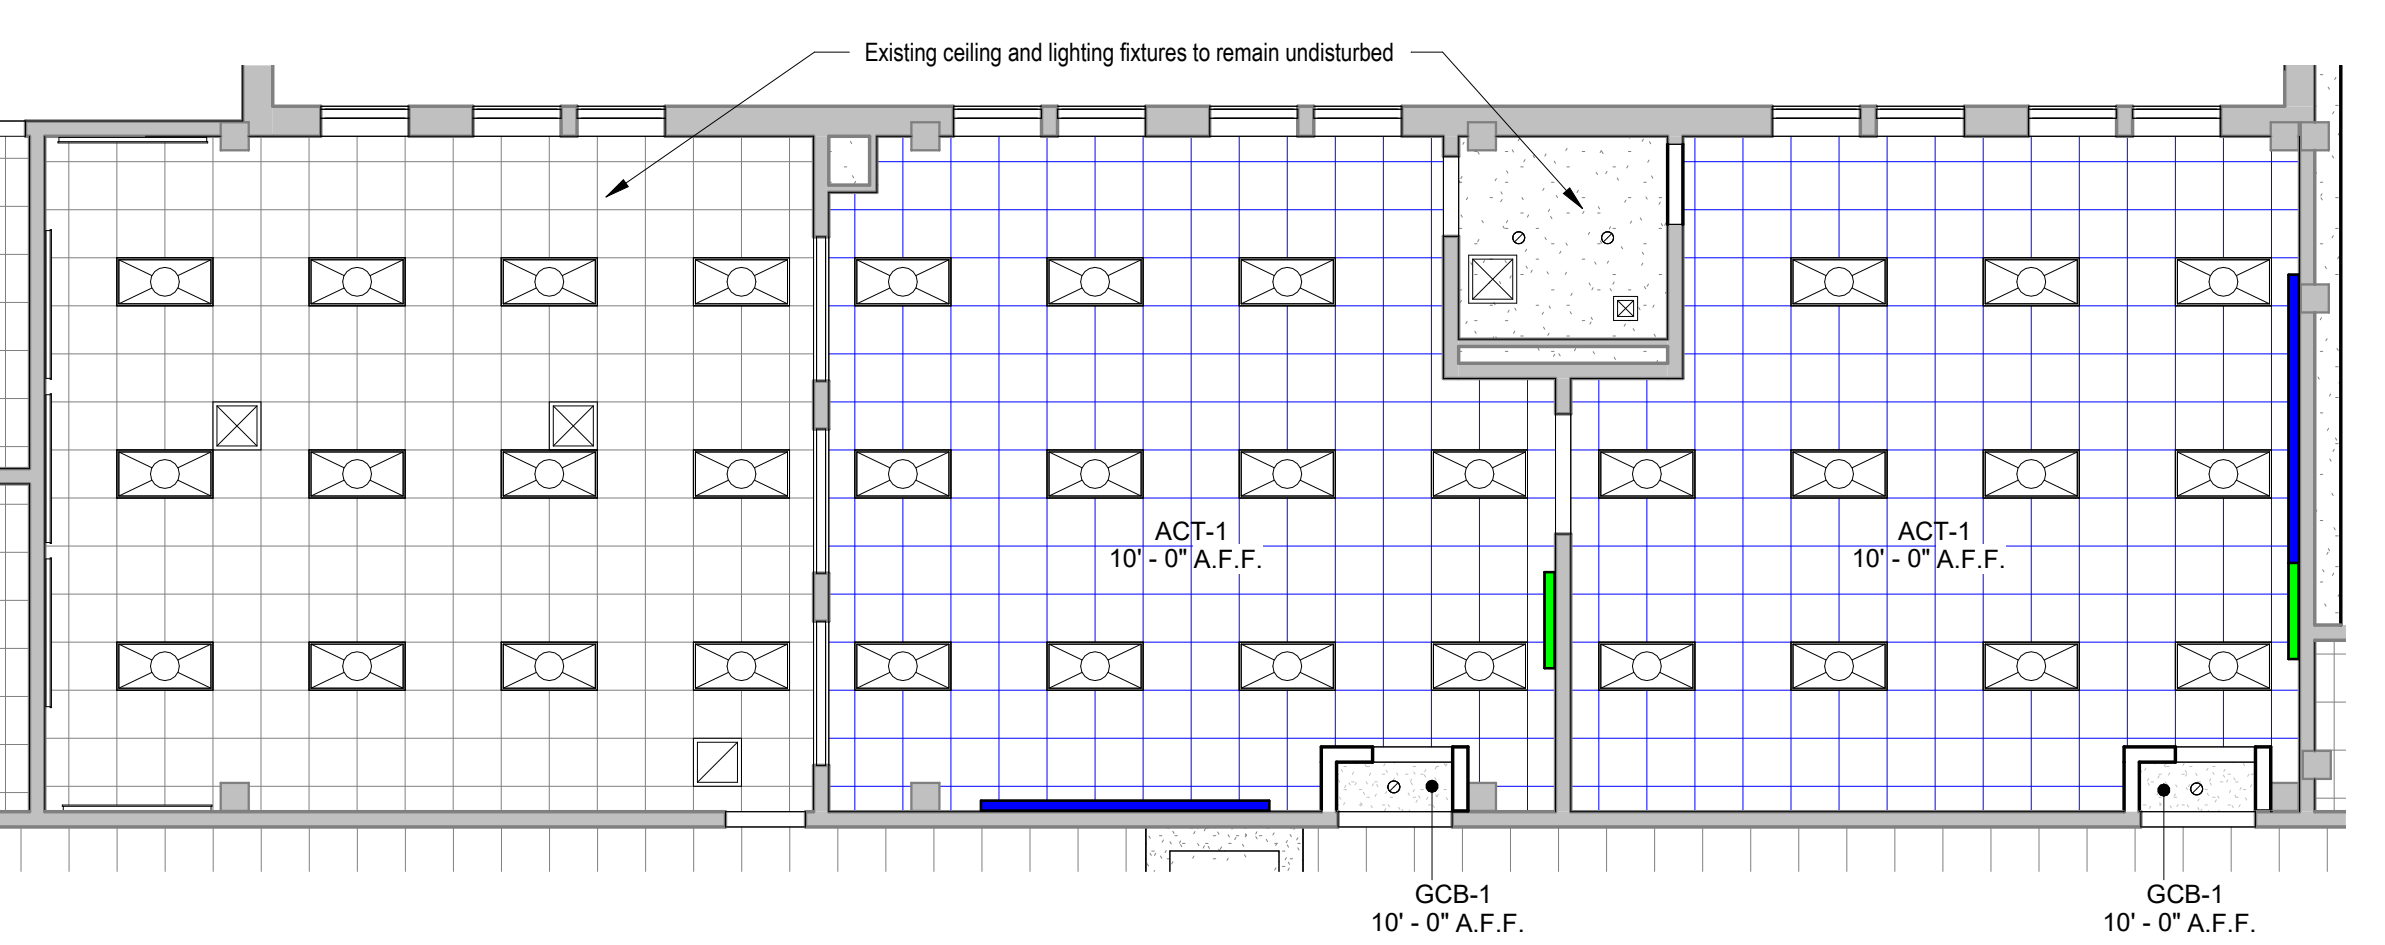 Existing ceiling and lighting fixtures to remain undisturbed
ACT-1
10' - 0" A.F.F.
ACT-1
10' - 0" A.F.F.
GCB-1
10' - 0" A.F.F.
GCB-1
10' - 0" A.F.F.